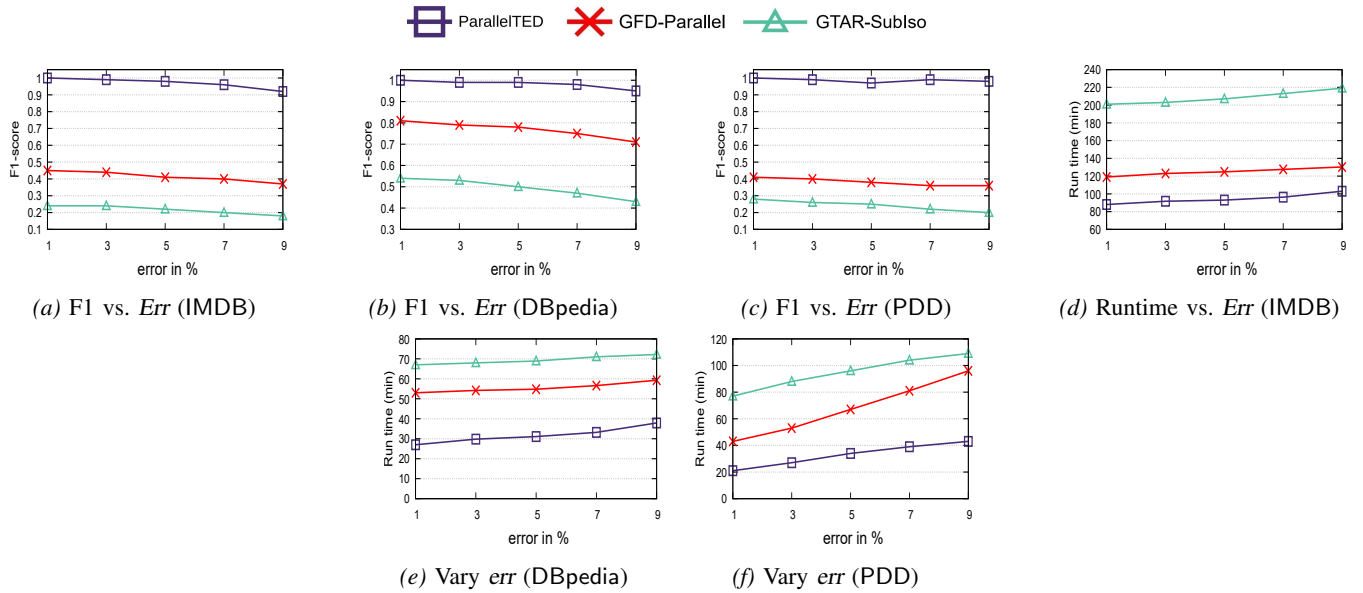 ParallelTED GFD-Parallel GTAR-SubIso
1
0.9
0.8
0.7
0.6
0.5
0.4
0.3
0.2
0.1
F1-score
1 3 5 7 9
error in %
(a) F1 vs. Err (IMDB)
1
0.9
0.8
0.7
0.6
0.5
0.4
0.3
F1-score
1 3 5 7 9
error in %
(b) F1 vs. Err (DBpedia)
1
0.9
0.8
0.7
0.6
0.5
0.4
0.3
0.2
0.1
F1-score
1 3 5 7 9
error in %
(c) F1 vs. Err (PDD)
240
220
200
180
160
140
120
100
80
60
Run time (min)
1 3 5 7 9
error in %
(d) Runtime vs. Err (IMDB)
80
70
60
50
40
30
20
10
0
Run time (min)
1 3 5 7 9
error in %
(e) Vary err (DBpedia)
120
100
80
60
40
20
0
Run time (min)
1 3 5 7 9
error in %
(f) Vary err (PDD)